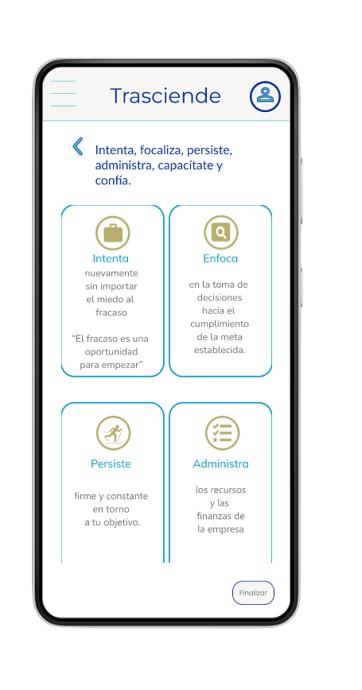 Trasciende
Intenta, focaliza, persiste,
administra, capacítate y
confía.
Intenta
nuevamente
sin importar
el miedo al
fracaso
“El fracaso es una
oportunidad
para empezar”
Enfoca
en la toma de
decisiones
hacia el
cumplimiento
de la meta
establecida.
Persiste
firme y constante
en torno
a tu objetivo.
Administra
los recursos
y las
finanzas de
la empresa
Finalizar